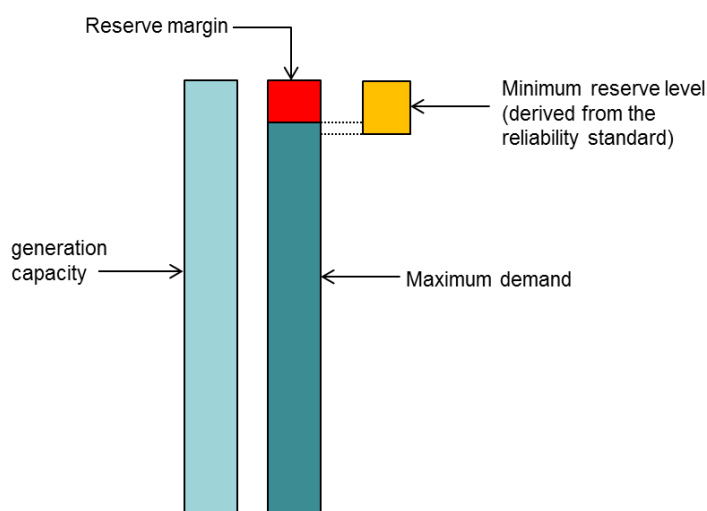 Reserve margin
Minimum reserve level
(derived from the
reliability standard)
generation
capacity
Maximum demand